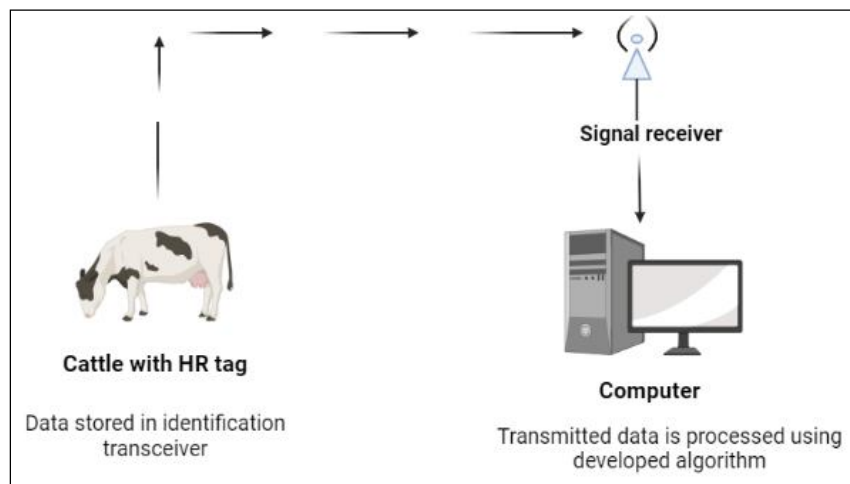 Signal receiver
Cattle with HR tag
Data stored in identification
transceiver
Computer
Transmitted data is processed using
developed algorithm